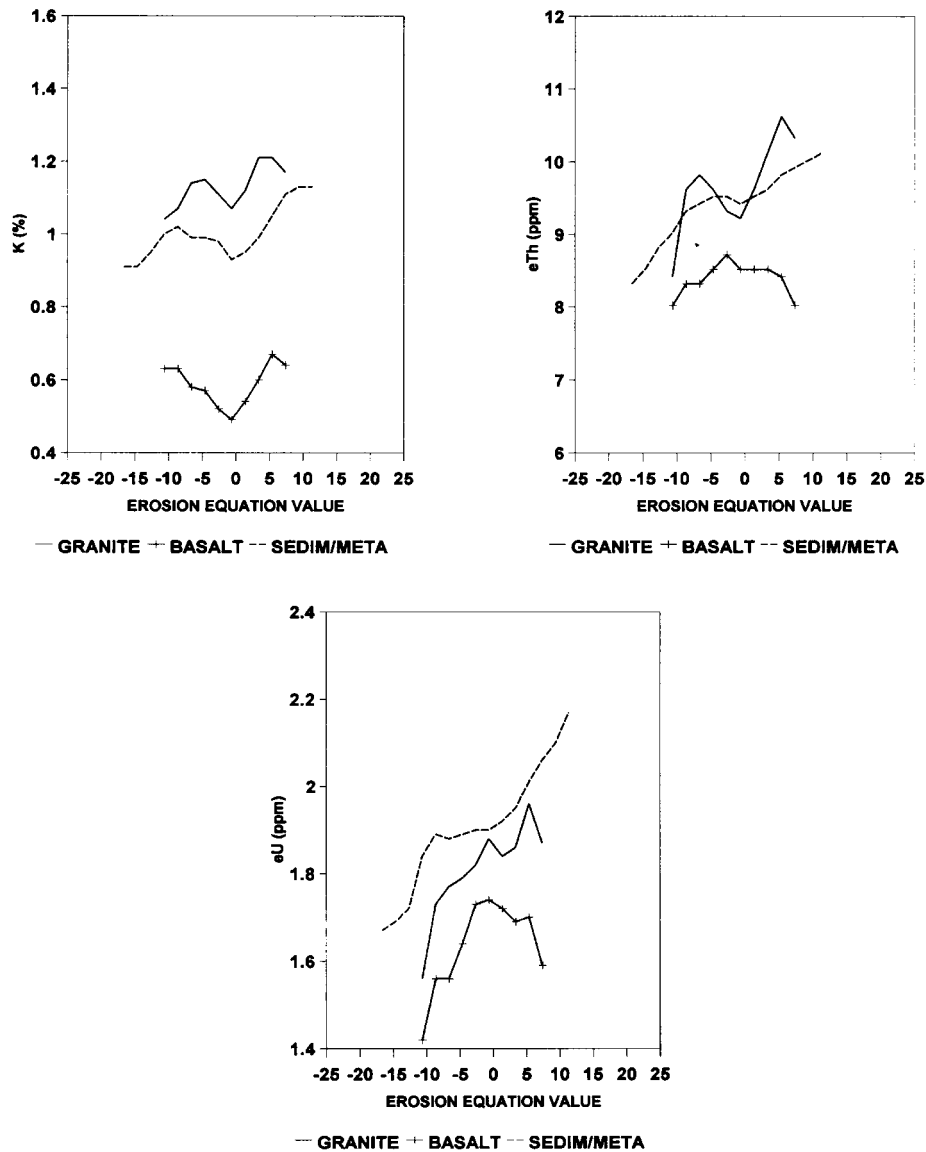 1.6
1.4
1.2
1
0.8
0.6
0.4
K (%)
-25 -20 -15 -10 -5 0 5 10 15 20 25
EROSION EQUATION VALUE
GRANITE BASALT SEDIM/META
12
11
10
9
8
7
6
eTh (ppm)
-25 -20 -15 -10 -5 0 5 10 15 20 25
EROSION EQUATION VALUE
GRANITE BASALT SEDIM/META
2.4
2.2
2
1.8
1.6
1.4
eU (ppm)
-25 -20 -15 -10 -5 0 5 10 15 20 25
EROSION EQUATION VALUE
GRANITE BASALT SEDIM/META